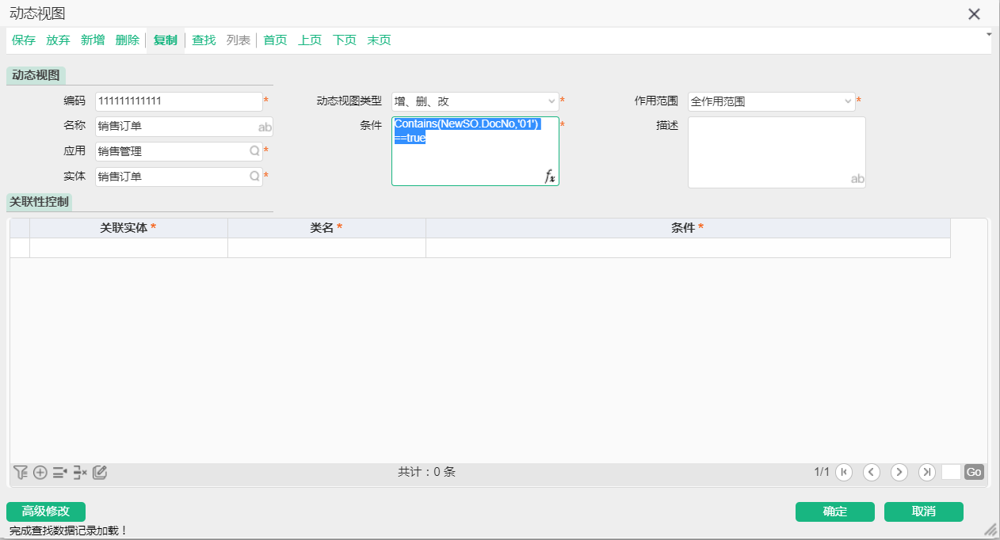 动态视图
保存 放弃 新增 删除 复制 查找 列表 首页 上页 下页 末页
动态视图
编码 111111111111 * 动态视图类型 增、删、改 * 作用范围 全作用范围 *
名称 销售订单 ab 条件 Contains(NewSO.DocNo,'01') * 描述
==true
应用 销售管理 *
实体 销售订单 * fx ab
关联性控制
关联实体 * 类名 * 条件 *
共计：0 条 1/1 Go
高级修改 确定 取消
完成查找数据记录加载！